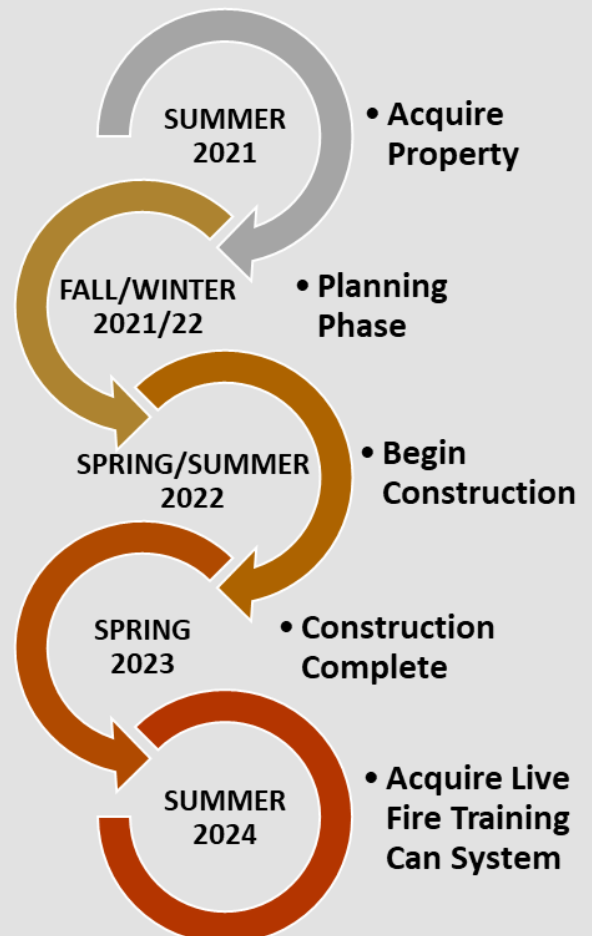 SUMMER
2021
• Acquire
Property
FALL/WINTER
2021/22
• Planning
Phase
SPRING/SUMMER
2022
• Begin
Construction
SPRING
2023
• Construction
Complete
SUMMER
2024
• Acquire Live
Fire Training
Can System